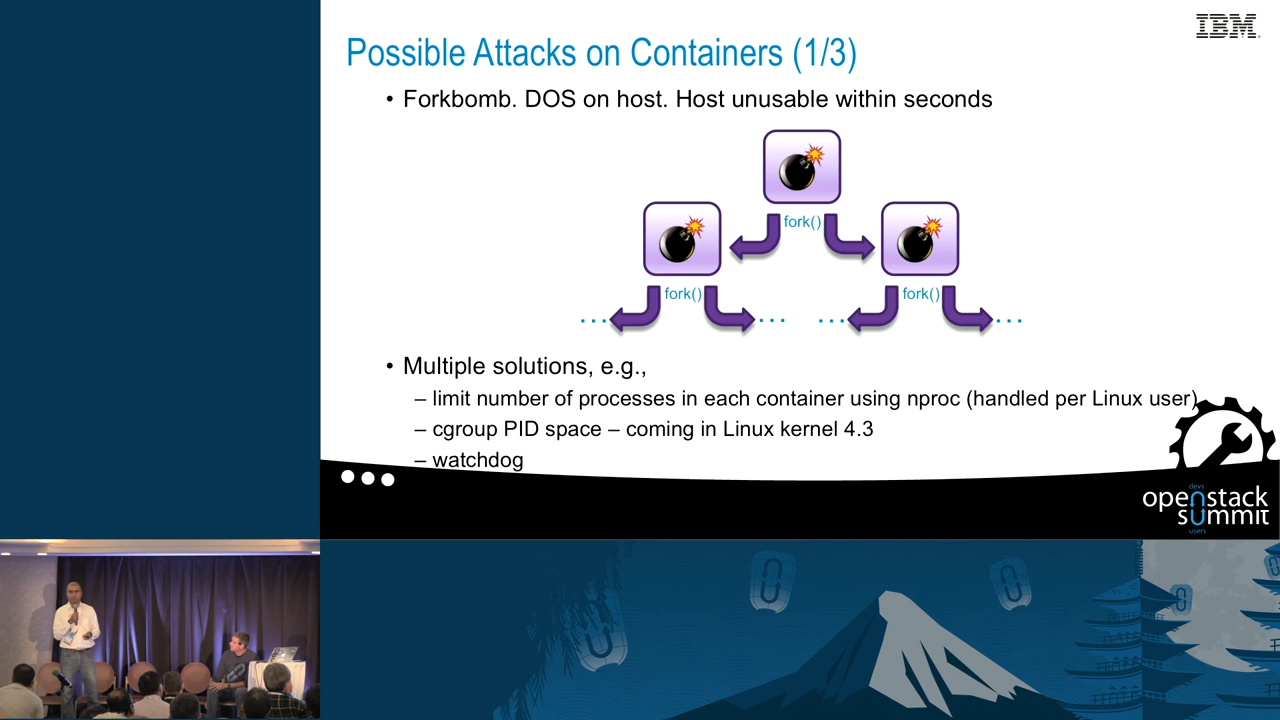 IBM
Possible Attacks on Containers (1/3)
• Forkbomb. DOS on host. Host unusable within seconds
fork()
fork()
fork()
... ... ... ...
• Multiple solutions, e.g.,
– limit number of processes in each container using nproc (handled per Linux user)
– cgroup PID space – coming in Linux kernel 4.3
– watchdog
devs
openstack
summit
users